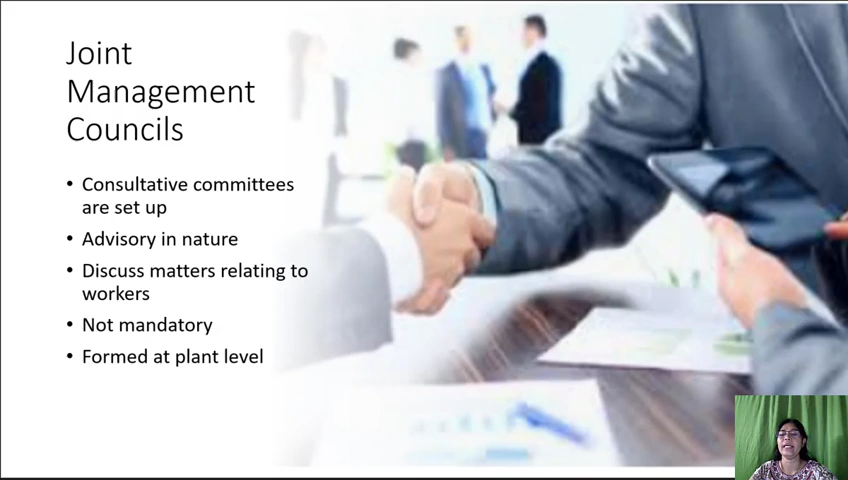 Joint
Management
Councils
• Consultative committees
are set up
• Advisory in nature
• Discuss matters relating to
workers
• Not mandatory
• Formed at plant level